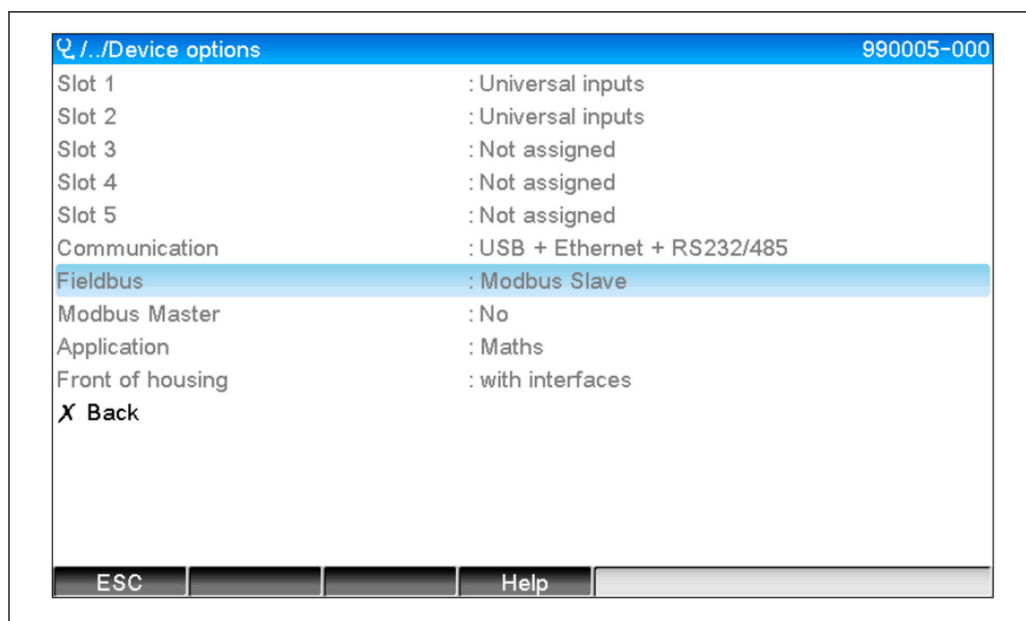 /../Device options 990005-000
Slot 1 : Universal inputs
Slot 2 : Universal inputs
Slot 3 : Not assigned
Slot 4 : Not assigned
Slot 5 : Not assigned
Communication : USB + Ethernet + RS232/485
Fieldbus : Modbus Slave
Modbus Master : No
Application : Maths
Front of housing : with interfaces
X Back
ESC Help